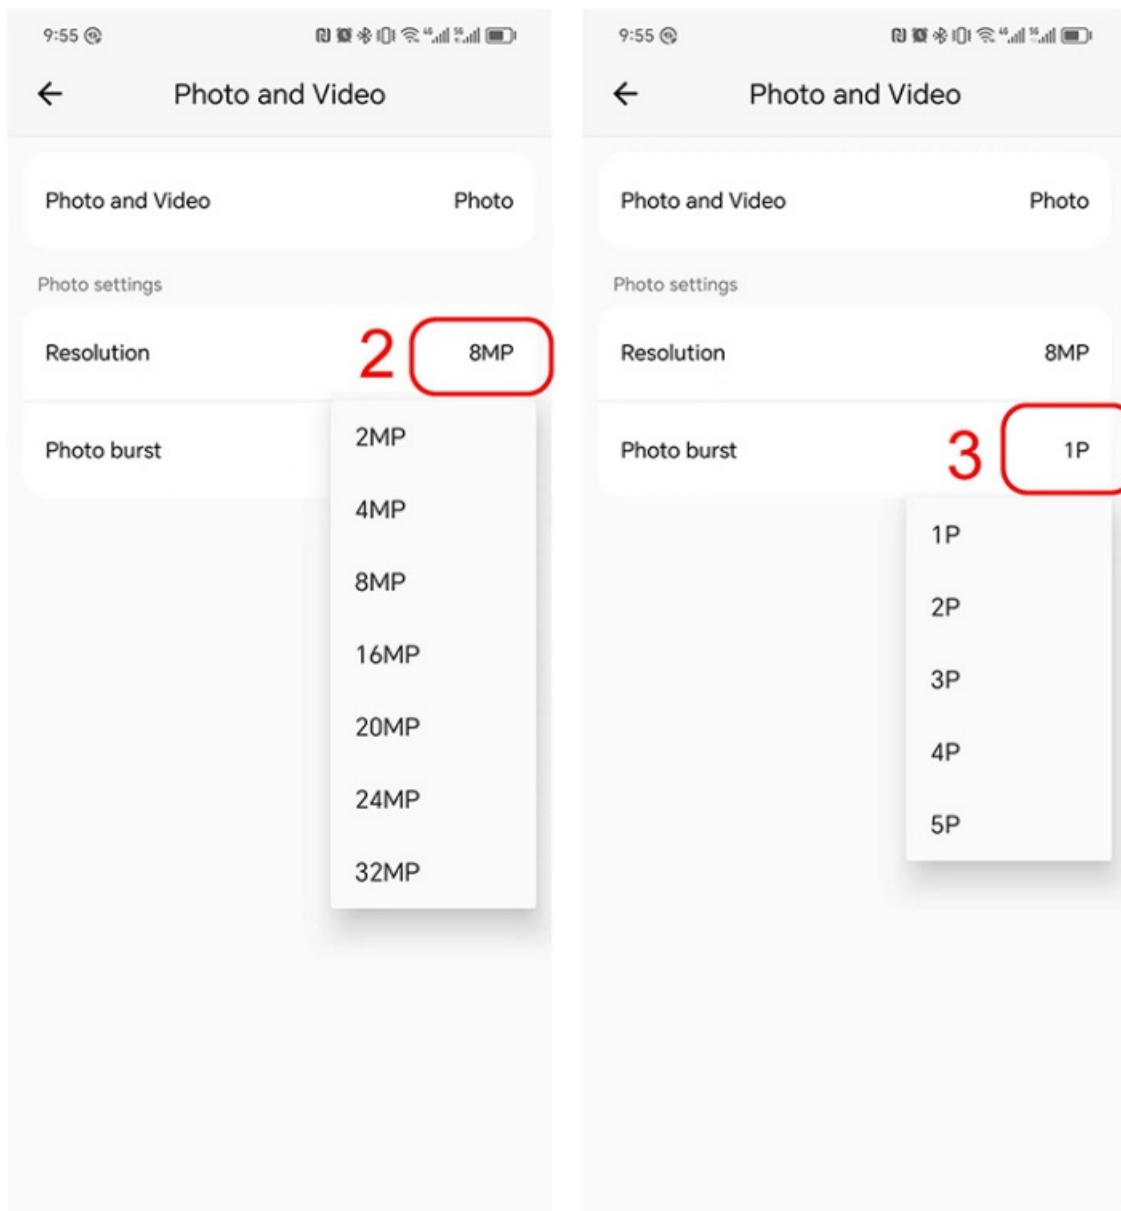 9:55
Photo and Video
Photo and Video Photo
Photo settings
Resolution 2 8MP
Photo burst
2MP
4MP
8MP
16MP
20MP
24MP
32MP
9:55
Photo and Video
Photo and Video Photo
Photo settings
Resolution 8MP
Photo burst 3 1P
1P
2P
3P
4P
5P